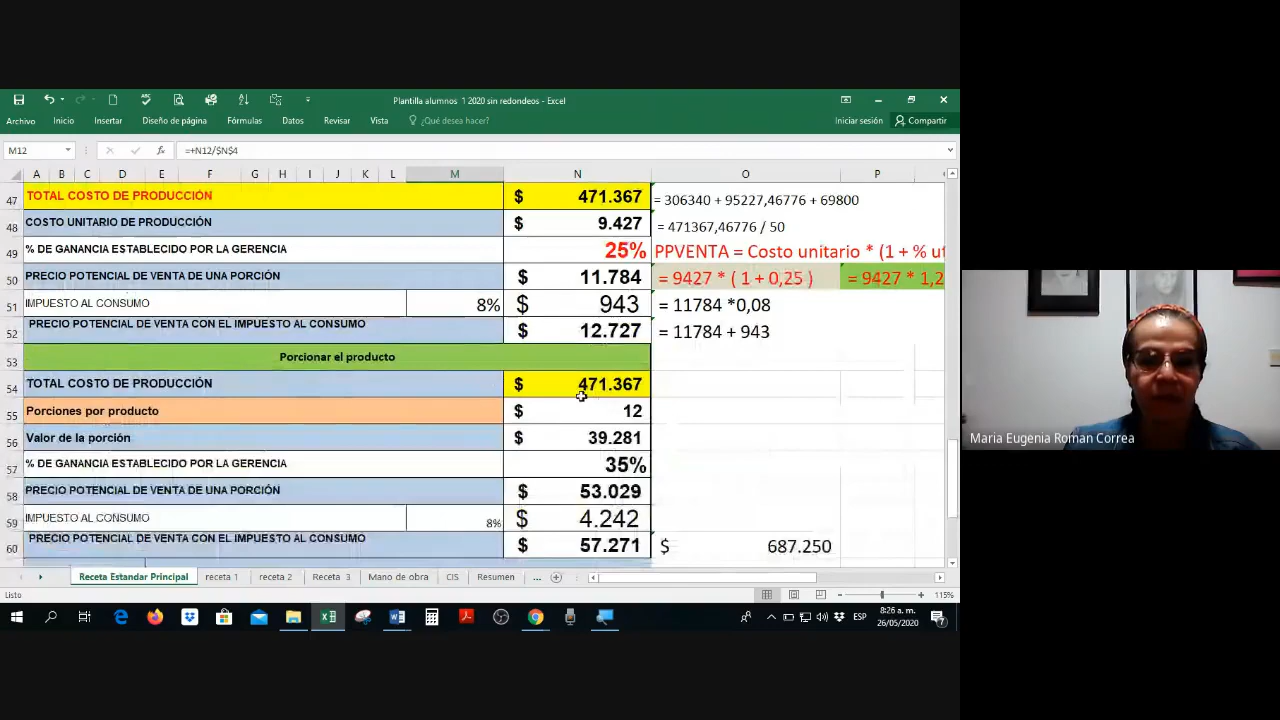 Plantilla alumnos 1 2020 sin redondeos - Excel
Archivo Inicio Insertar Diseño de página Fórmulas Datos Revisar Vista ¿Qué desea hacer? Iniciar sesión Compartir
M12 fx =+N12/$N$4
A B C D E F G H I J K L M N O P
47 TOTAL COSTO DE PRODUCCIÓN $ 471.367 = 306340 + 95227,46776 + 69800
48 COSTO UNITARIO DE PRODUCCIÓN $ 9.427 = 471367,46776 / 50
49 % DE GANANCIA ESTABLECIDO POR LA GERENCIA 25% PPVENTA = Costo unitario * (1 + % ut
50 PRECIO POTENCIAL DE VENTA DE UNA PORCIÓN $ 11.784 = 9427 * ( 1 + 0,25 ) = 9427 * 1,2
51 IMPUESTO AL CONSUMO 8% $ 943 = 11784 *0,08
52 PRECIO POTENCIAL DE VENTA CON EL IMPUESTO AL CONSUMO $ 12.727 = 11784 + 943
53 Porcionar el producto
54 TOTAL COSTO DE PRODUCCIÓN $ 471.367
55 Porciones por producto $ 12
56 Valor de la porción $ 39.281
57 % DE GANANCIA ESTABLECIDO POR LA GERENCIA 35%
58 PRECIO POTENCIAL DE VENTA DE UNA PORCIÓN $ 53.029
59 IMPUESTO AL CONSUMO 8% $ 4.242
60 PRECIO POTENCIAL DE VENTA CON EL IMPUESTO AL CONSUMO $ 57.271 $ 687.250
Receta Estandar Principal receta 1 receta 2 Receta 3 Mano de obra CIS Resumen ...
Listo 115%
ESP 8:26 a. m.
26/05/2020
7
Maria Eugenia Roman Correa